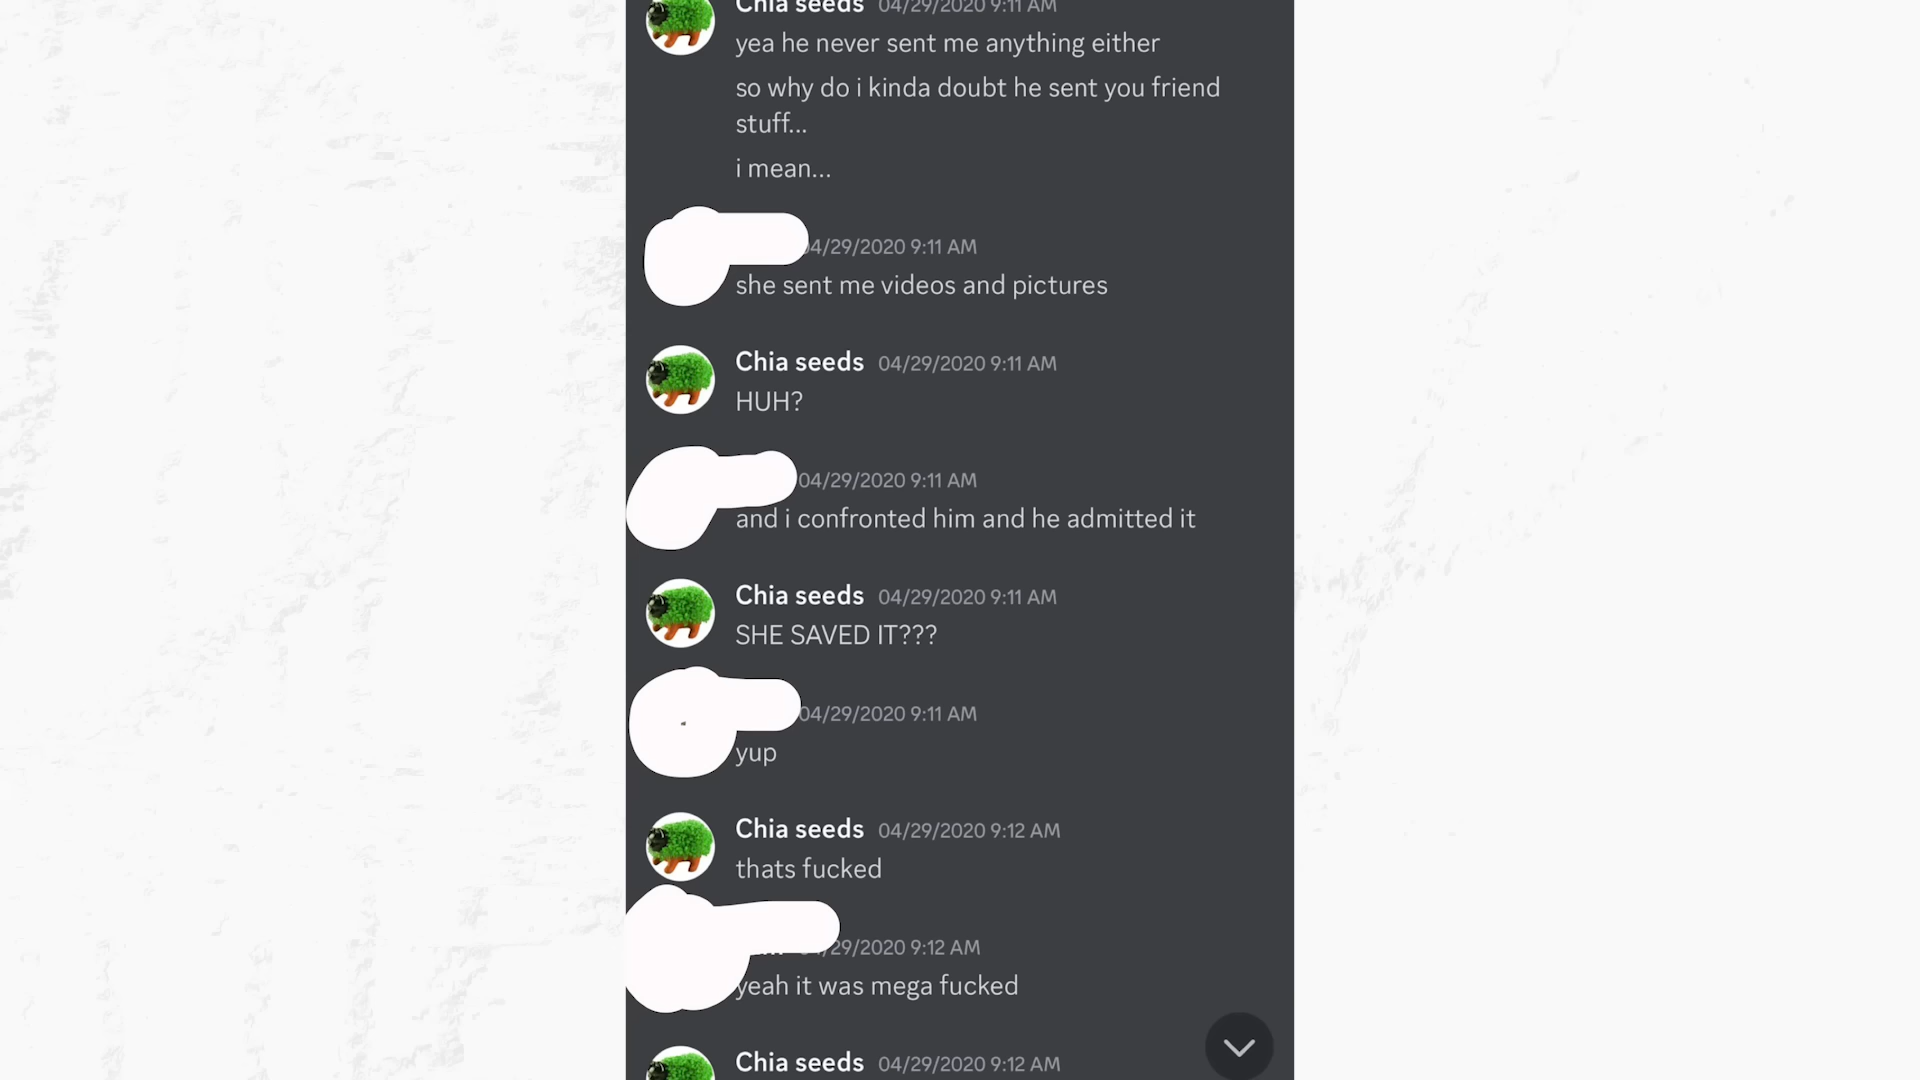 Chia seeds 04/29/2020 9:11 AM
yea he never sent me anything either
so why do i kinda doubt he sent you friend
stuff...
i mean...
4/29/2020 9:11 AM
she sent me videos and pictures
Chia seeds 04/29/2020 9:11 AM
HUH?
04/29/2020 9:11 AM
and i confronted him and he admitted it
Chia seeds 04/29/2020 9:11 AM
SHE SAVED IT???
04/29/2020 9:11 AM
yup
Chia seeds 04/29/2020 9:12 AM
thats fucked
/29/2020 9:12 AM
yeah it was mega fucked
Chia seeds 04/29/2020 9:12 AM